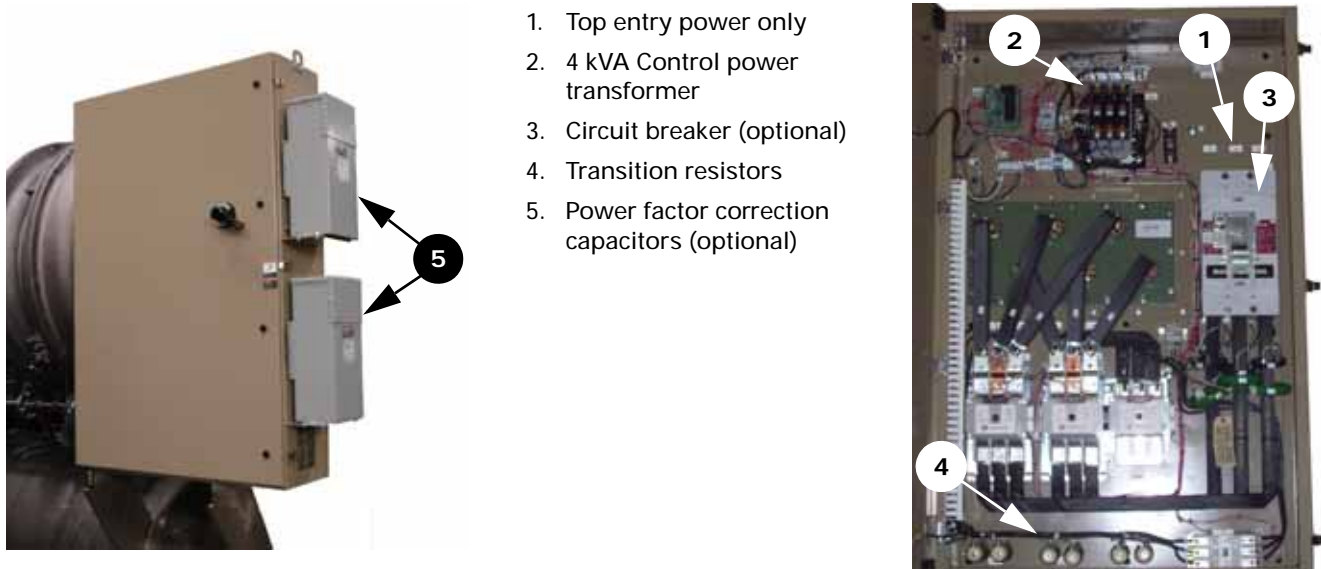 1. Top entry power only
2. 4 kVA Control power
transformer
3. Circuit breaker (optional)
4. Transition resistors
5. Power factor correction
capacitors (optional)
5
2
1
3
4